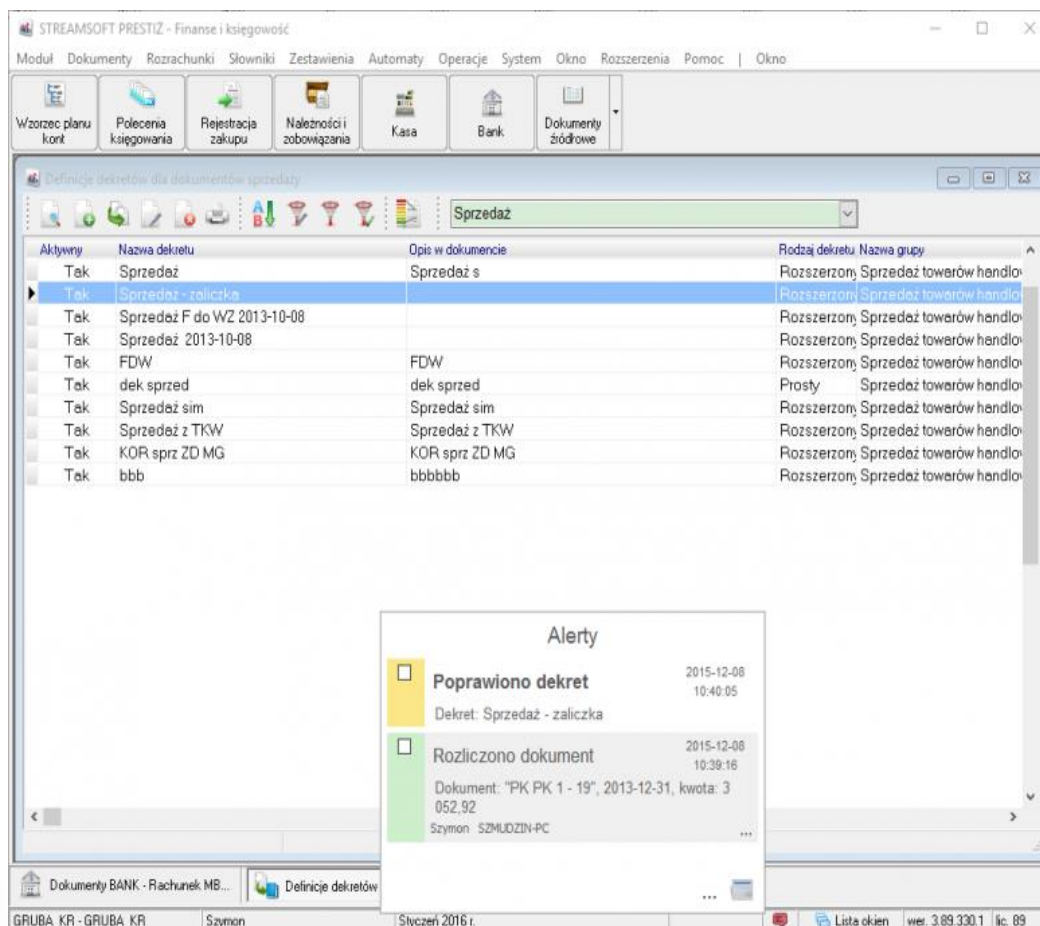 STREAMSOFT PRESTIŻ - Finanse i księgowość
Moduł Dokumenty Rozrachunki Słowniki Zestawienia Automaty Operacje System Okno Rozszerzenia Pomoc | Okno
Wzorzec planu kont
Polecenia księgowania
Rejestracja zakupu
Należności i zobowiązania
Kasa
Bank
Dokumenty źródłowe
Definicje dekretów dla dokumentów sprzedaży
Sprzedaż
Aktywny Nazwa dekretu Opis w dokumencie Rodzaj dekretu Nazwa grupy
Tak Sprzedaż Sprzedaż s Rozszerzony Sprzedaż towarów handlo
Tak Sprzedaż - zaliczka Rozszerzony Sprzedaż towarów handlo
Tak Sprzedaż F do WZ 2013-10-08 Rozszerzony Sprzedaż towarów handlo
Tak Sprzedaż 2013-10-08 Rozszerzony Sprzedaż towarów handlo
Tak FDW FDW Rozszerzony Sprzedaż towarów handlo
Tak dek sprzed dek sprzed Prosty Sprzedaż towarów handlo
Tak Sprzedaż sim Sprzedaż sim Rozszerzony Sprzedaż towarów handlo
Tak Sprzedaż z TKW Sprzedaż z TKW Rozszerzony Sprzedaż towarów handlo
Tak KOR sprz ZD MG KOR sprz ZD MG Rozszerzony Sprzedaż towarów handlo
Tak bbb bbbbbb Rozszerzony Sprzedaż towarów handlo
Alerty
Poprawiono dekret 2015-12-08
10:40:05
Dekret: Sprzedaż - zaliczka
Rozliczono dokument 2015-12-08
10:39:16
Dokument: "PK PK 1 - 19", 2013-12-31, kwota: 3
052,92
Szymon SZMUDZIN-PC ...
...
Dokumenty BANK - Rachunek MB... Definicje dekretów
GRUBA_KR - GRUBA_KR Szymon Styczeń 2016 r. Lista okien wer. 3.89.330.1 lic. 89